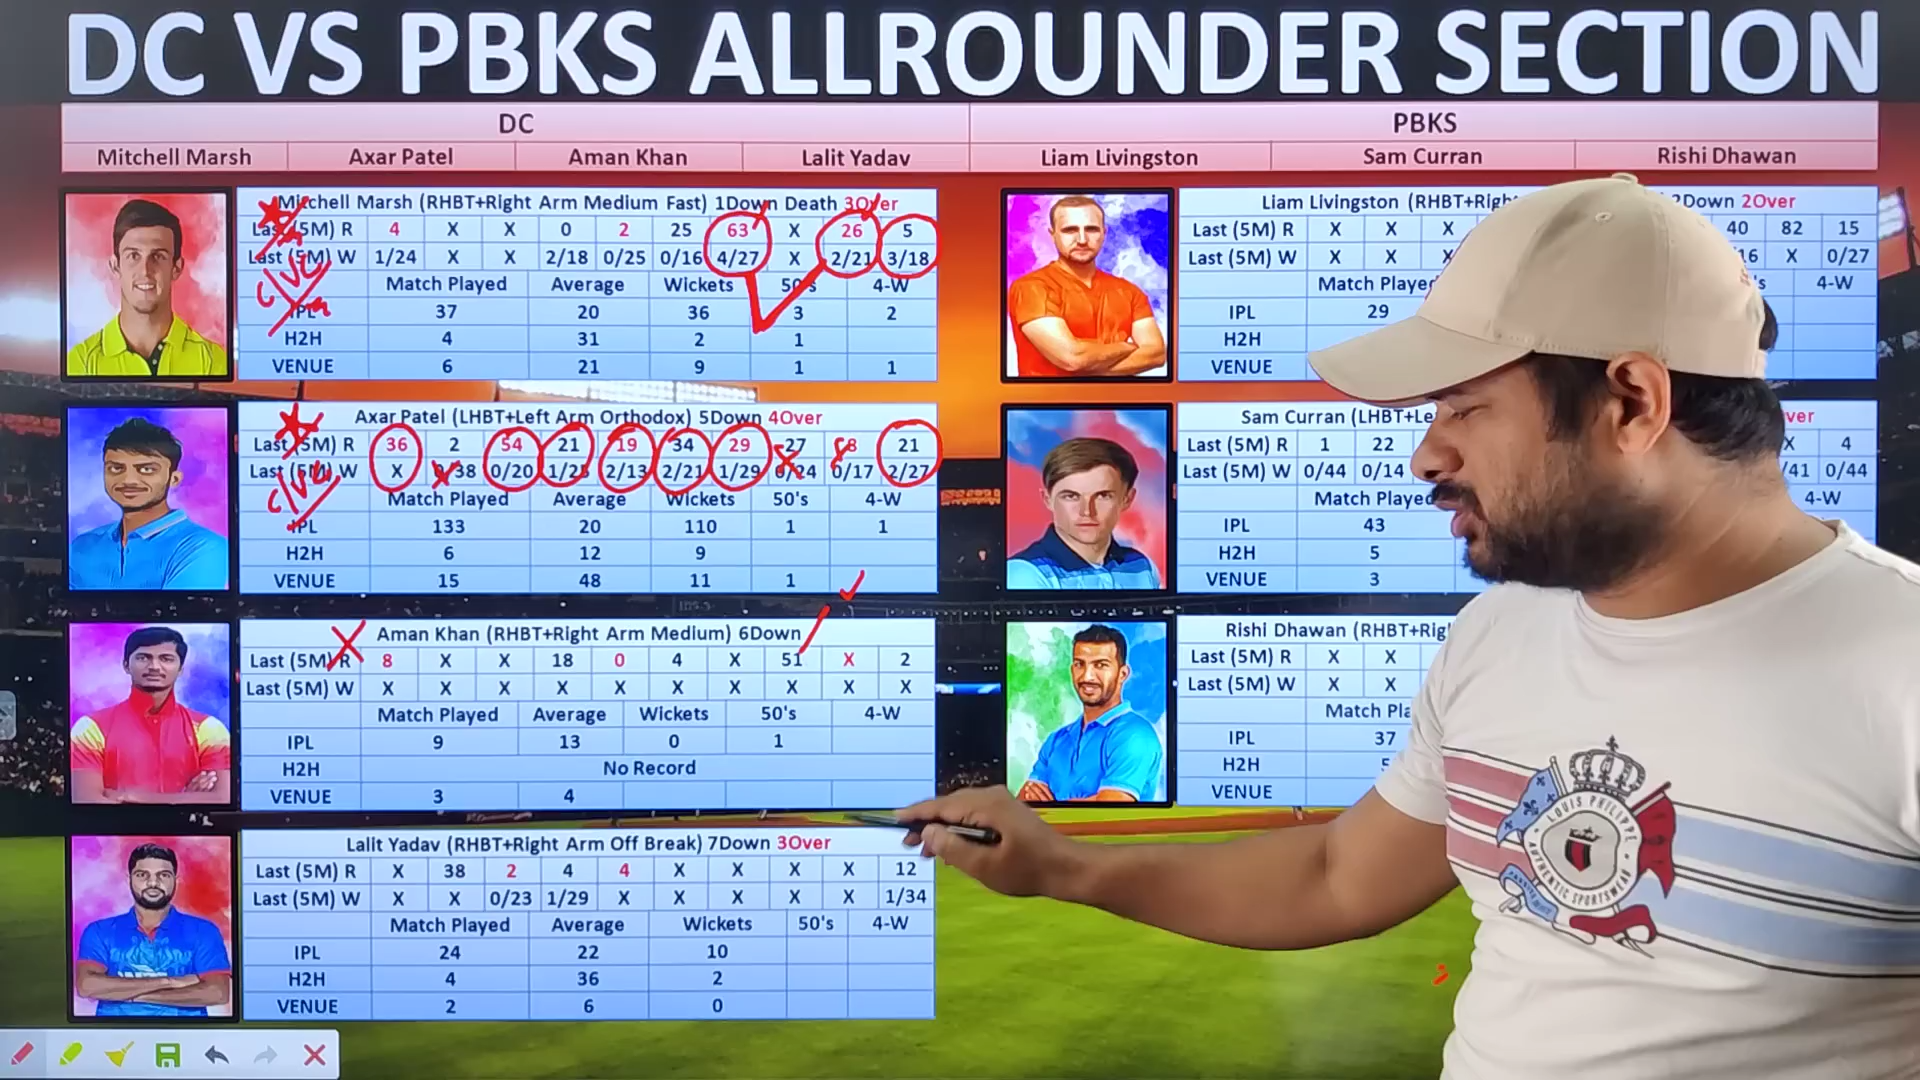 DC VS PBKS ALLROUNDER SECTION
DC PBKS
Mitchell Marsh Axar Patel Aman Khan Lalit Yadav Liam Livingston Sam Curran Rishi Dhawan
Mitchell Marsh (RHBT+Right Arm Medium Fast) 1Down Death 3Over
Last (5M) R 4 X X 0 2 25 63 X 26 5
Last (5M) W 1/24 X X 2/18 0/25 0/16 4/27 X 2/21 3/18
C/VC
Match Played Average Wickets 50's 4-W
IPL 37 20 36 3 2
H2H 4 31 2 1
VENUE 6 21 9 1 1
Axar Patel (LHBT+Left Arm Orthodox) 5Down 4Over
Last (5M) R 36 2 54 21 19 34 29 27 8 21
Last (5M) W X 0/38 0/20 1/25 2/13 2/21 1/29 0/24 0/17 2/27
C/VC
Match Played Average Wickets 50's 4-W
IPL 133 20 110 1 1
H2H 6 12 9
VENUE 15 48 11 1
Aman Khan (RHBT+Right Arm Medium) 6Down
Last (5M) R 8 X X 18 0 4 X 51 X 2
Last (5M) W X X X X X X X X X X
Match Played Average Wickets 50's 4-W
IPL 9 13 0 1
H2H No Record
VENUE 3 4
Lalit Yadav (RHBT+Right Arm Off Break) 7Down 3Over
Last (5M) R X 38 2 4 4 X X X X 12
Last (5M) W X X 0/23 1/29 X X X X X 1/34
Match Played Average Wickets 50's 4-W
IPL 24 22 10
H2H 4 36 2
VENUE 2 6 0
Liam Livingston (RHBT+Righ 2Down 2Over
Last (5M) R X X X 40 82 15
Last (5M) W X X X 16 X 0/27
Match Played 4-W
IPL 29
H2H
VENUE
Sam Curran (LHBT+Le ver
Last (5M) R 1 22 X 4
Last (5M) W 0/44 0/14 /41 0/44
Match Played 4-W
IPL 43
H2H 5
VENUE 3
Rishi Dhawan (RHBT+Rig
Last (5M) R X X
Last (5M) W X X
Match Pla
IPL 37
H2H 5
VENUE
LOUIS PHILIPPE
AUTHENTIC SPORTSWEAR